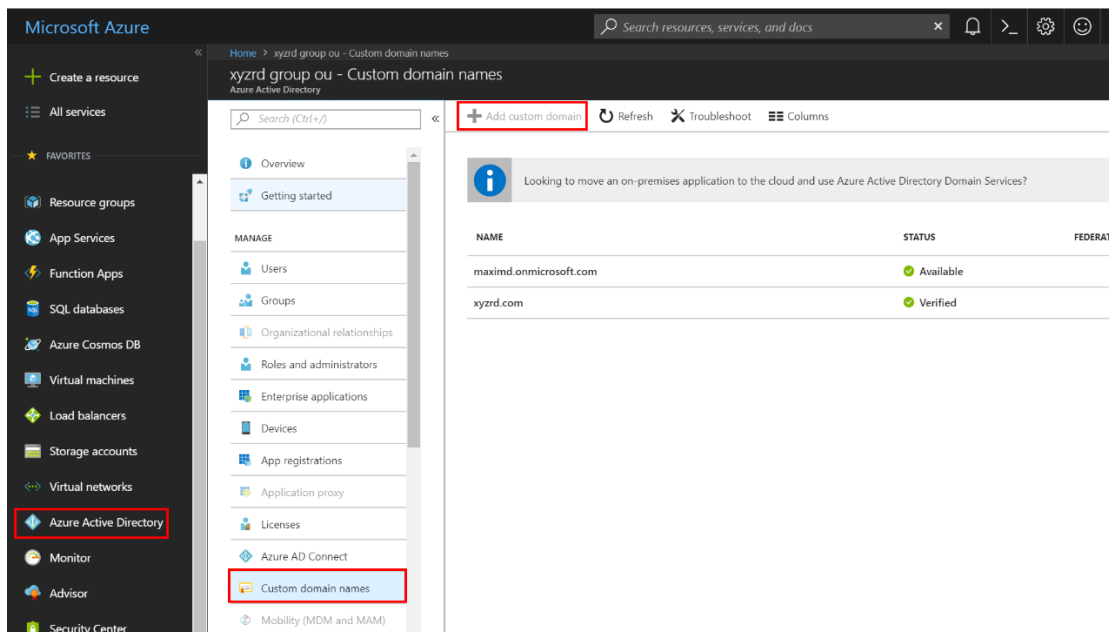 Microsoft Azure
Search resources, services, and docs
Home > xyzrd group ou - Custom domain names
xyzrd group ou - Custom domain names
Azure Active Directory
Create a resource
All services
FAVORITES
Resource groups
App Services
Function Apps
SQL databases
Azure Cosmos DB
Virtual machines
Load balancers
Storage accounts
Virtual networks
Azure Active Directory
Monitor
Advisor
Security Center
Search (Ctrl+/)
Overview
Getting started
MANAGE
Users
Groups
Organizational relationships
Roles and administrators
Enterprise applications
Devices
App registrations
Application proxy
Licenses
Azure AD Connect
Custom domain names
Mobility (MDM and MAM)
Add custom domain Refresh Troubleshoot Columns
Looking to move an on-premises application to the cloud and use Azure Active Directory Domain Services?
NAME STATUS FEDERAT
maximd.onmicrosoft.com Available
xyzrd.com Verified